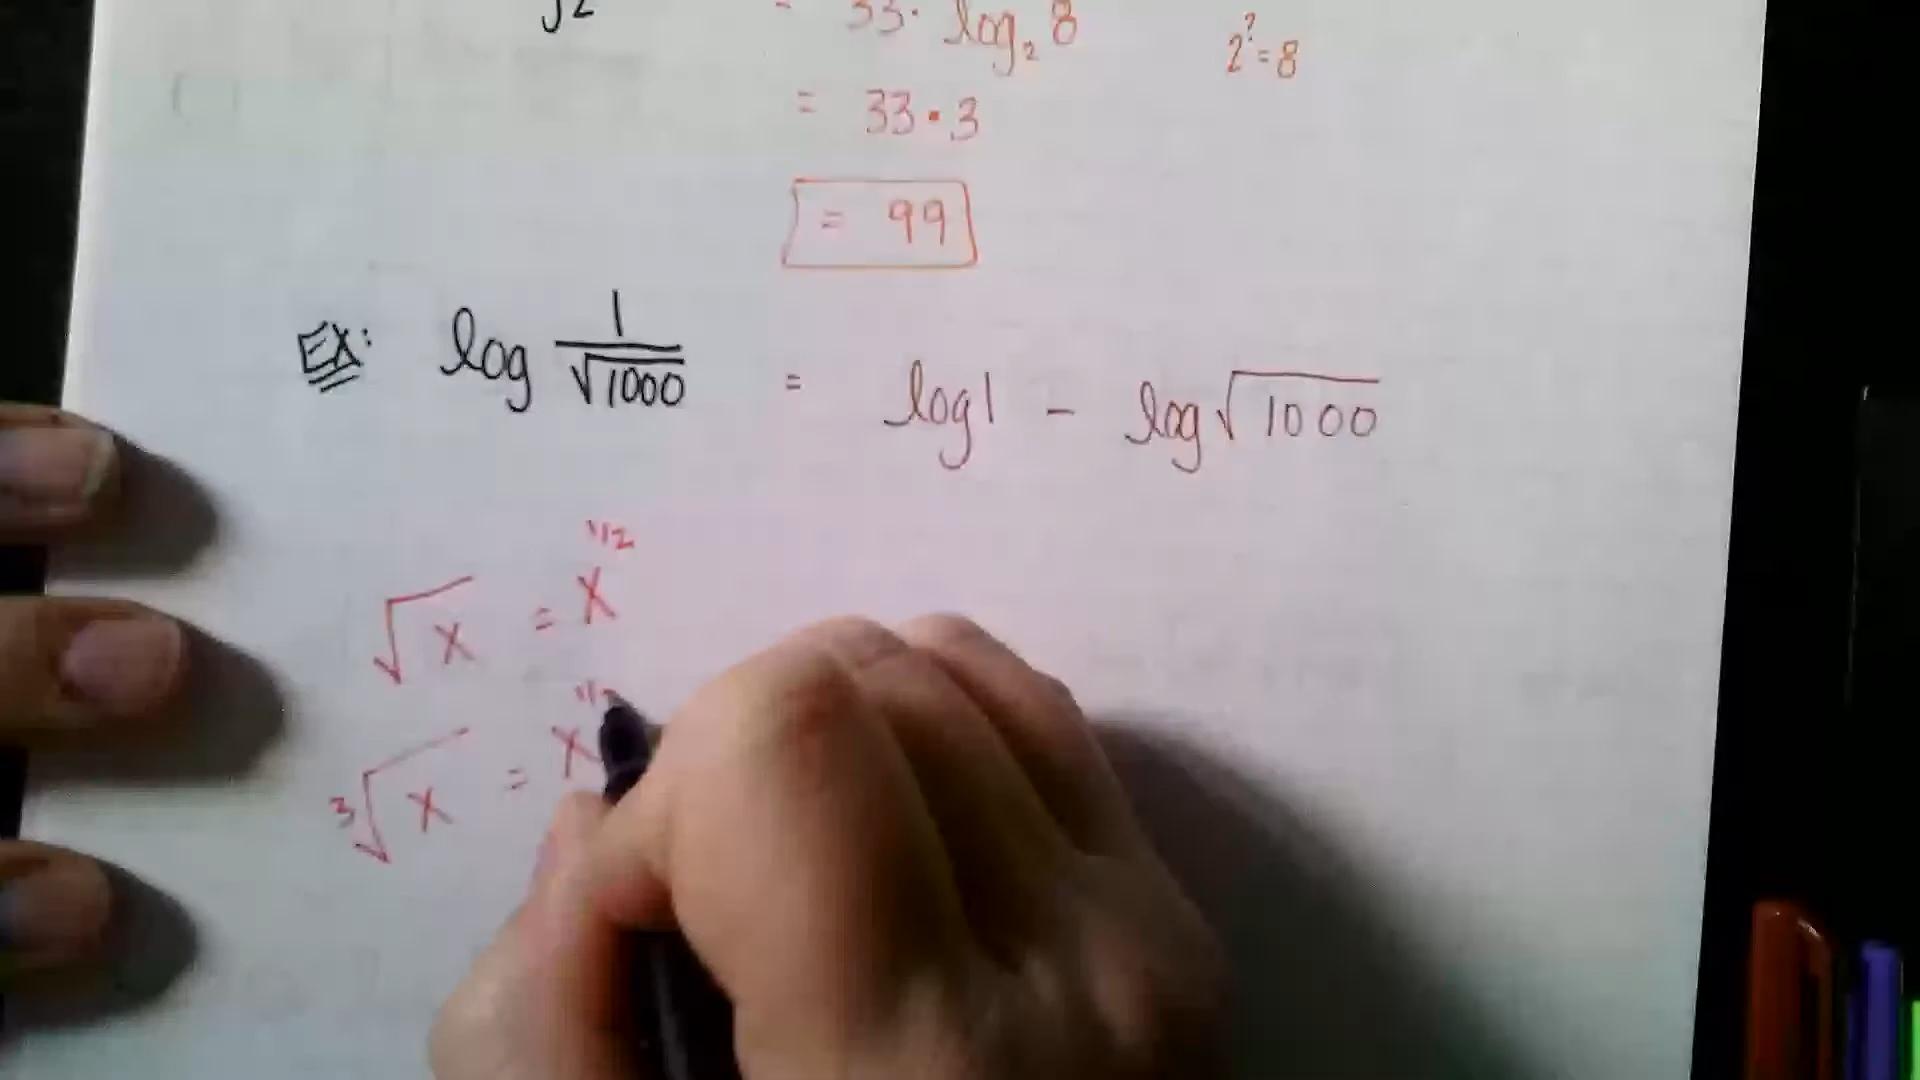 = 33 · log₂ 8
2^? = 8
= 33 · 3
= 99
EX: log 1/√1000 = log 1 - log √1000
√x = x^1/2
³√x = x^1/